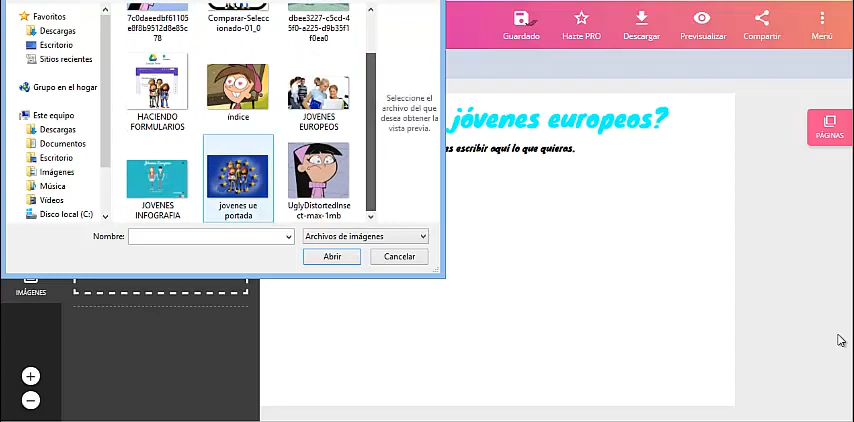 Favoritos
Descargas
Escritorio
Sitios recientes
Grupo en el hogar
Este equipo
Descargas
Documentos
Escritorio
Imágenes
Música
Vídeos
Disco local (C:)
7c0daeedbf61105
e8f8b9512d8e85c
78
Comparar-Selecc
ionado-01_0
dbee3227-c5cd-4
5f0-a225-d9b35f1
f0ea0
HACIENDO
FORMULARIOS
índice
JOVENES
EUROPEOS
JOVENES
INFOGRAFIA
jovenes ue
portada
UglyDistortedInse
ct-max-1mb
Seleccione el
archivo del que
desea obtener la
vista previa.
Nombre:
Archivos de imágenes
Abrir
Cancelar
Guardado
Hazte PRO
Descargar
Previsualizar
Compartir
Menú
jóvenes europeos?
es escribir aquí lo que quieras.
PÁGINAS
IMÁGENES